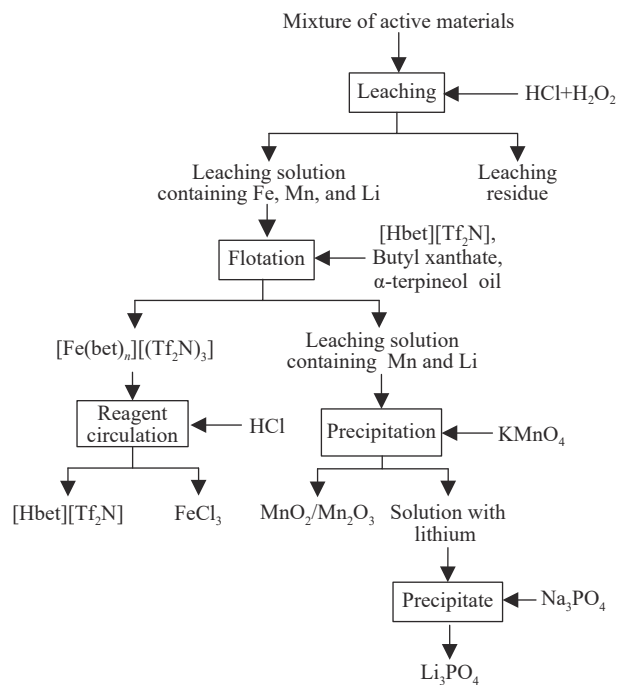 Mixture of active materials
Leaching
HCl+H₂O₂
Leaching solution
containing Fe, Mn, and Li
Leaching
residue
Flotation
[Hbet][Tf₂N],
Butyl xanthate,
α-terpineol oil
[Fe(bet)ₙ][(Tf₂N)₃]
Leaching solution
containing Mn and Li
Reagent
circulation
HCl
Precipitation
KMnO₄
[Hbet][Tf₂N]
FeCl₃
MnO₂/Mn₂O₃
Solution with
lithium
Precipitate
Na₃PO₄
Li₃PO₄